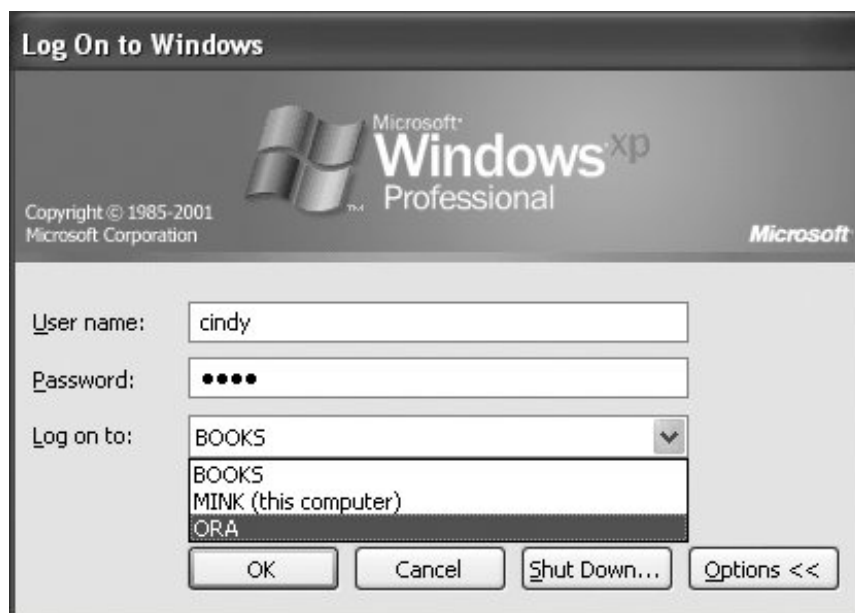 Log On to Windows
Microsoft®
Windows xp
Professional
TM
Copyright © 1985-2001
Microsoft Corporation
Microsoft
User name: cindy
Password: ••••
Log on to: BOOKS
BOOKS
MINK (this computer)
ORA
OK Cancel Shut Down... Options <<